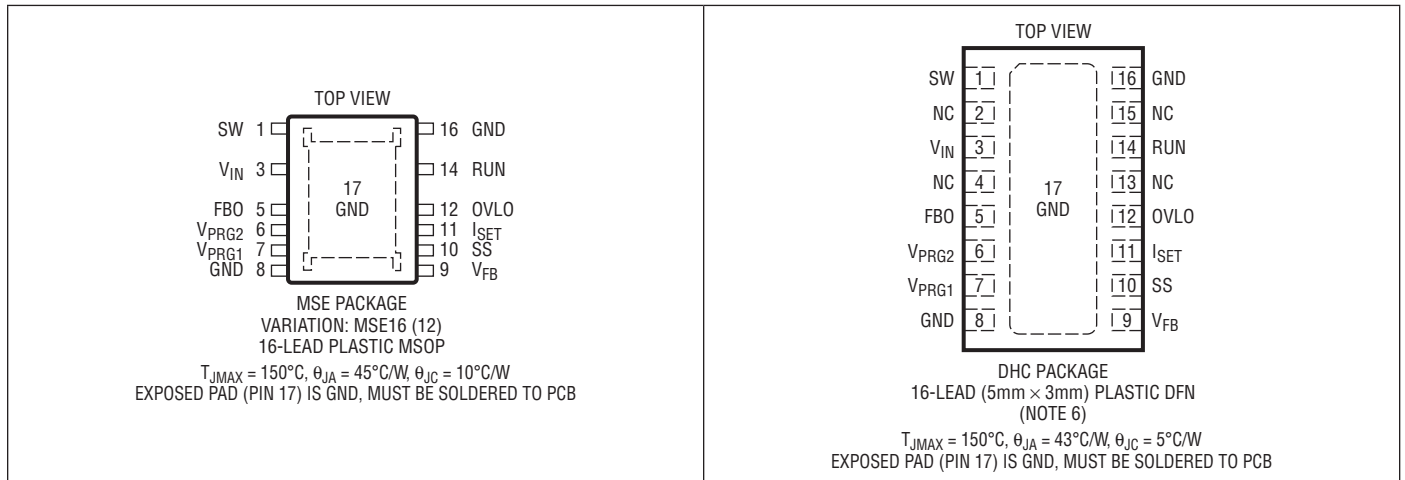 TOP VIEW
SW 1
16 GND
V_IN 3
14 RUN
17
GND
FBO 5
12 OVLO
V_PRG2 6
11 I_SET
V_PRG1 7
10 SS
GND 8
9 V_FB
MSE PACKAGE
VARIATION: MSE16 (12)
16-LEAD PLASTIC MSOP
T_JMAX = 150°C, θ_JA = 45°C/W, θ_JC = 10°C/W
EXPOSED PAD (PIN 17) IS GND, MUST BE SOLDERED TO PCB
TOP VIEW
SW 1
16 GND
NC 2
15 NC
V_IN 3
14 RUN
NC 4
13 NC
17
GND
FBO 5
12 OVLO
V_PRG2 6
11 I_SET
V_PRG1 7
10 SS
GND 8
9 V_FB
DHC PACKAGE
16-LEAD (5mm × 3mm) PLASTIC DFN
(NOTE 6)
T_JMAX = 150°C, θ_JA = 43°C/W, θ_JC = 5°C/W
EXPOSED PAD (PIN 17) IS GND, MUST BE SOLDERED TO PCB